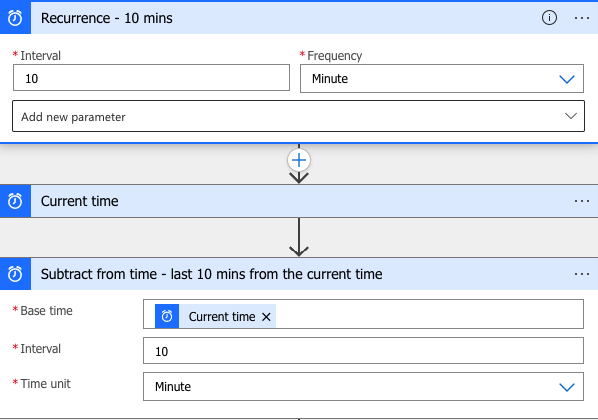 Recurrence - 10 mins
* Interval
* Frequency
10
Minute
Add new parameter
Current time
Subtract from time - last 10 mins from the current time
* Base time
Current time ×
* Interval
10
* Time unit
Minute